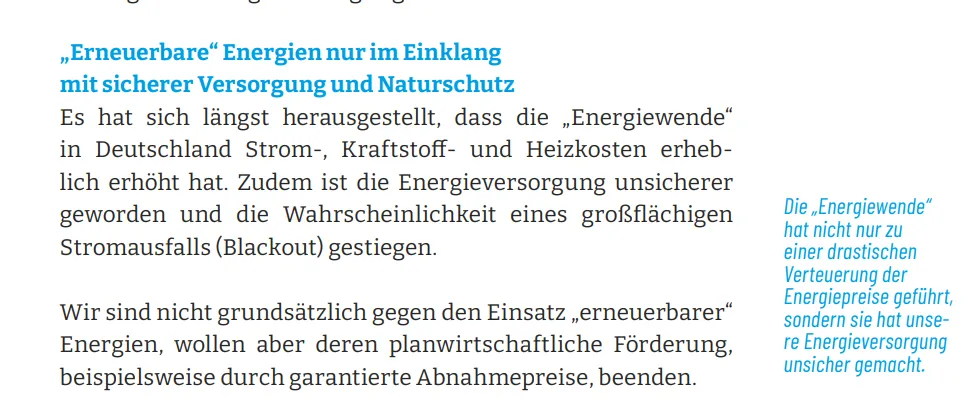 „Erneuerbare“ Energien nur im Einklang
mit sicherer Versorgung und Naturschutz
Es hat sich längst herausgestellt, dass die „Energiewende“
in Deutschland Strom-, Kraftstoff- und Heizkosten erheb-
lich erhöht hat. Zudem ist die Energieversorgung unsicherer
geworden und die Wahrscheinlichkeit eines großflächigen
Stromausfalls (Blackout) gestiegen.
Wir sind nicht grundsätzlich gegen den Einsatz „erneuerbarer“
Energien, wollen aber deren planwirtschaftliche Förderung,
beispielsweise durch garantierte Abnahmepreise, beenden.
Die „Energiewende“
hat nicht nur zu
einer drastischen
Verteuerung der
Energiepreise geführt,
sondern sie hat unse-
re Energieversorgung
unsicher gemacht.